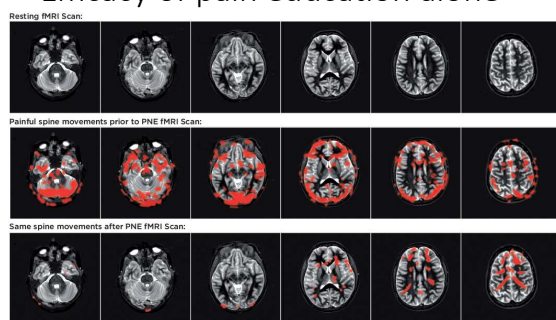 Efficacy of pain education alone
Resting fMRI Scan:
Painful spine movements prior to PNE fMRI Scan:
Same spine movements after PNE fMRI Scan: